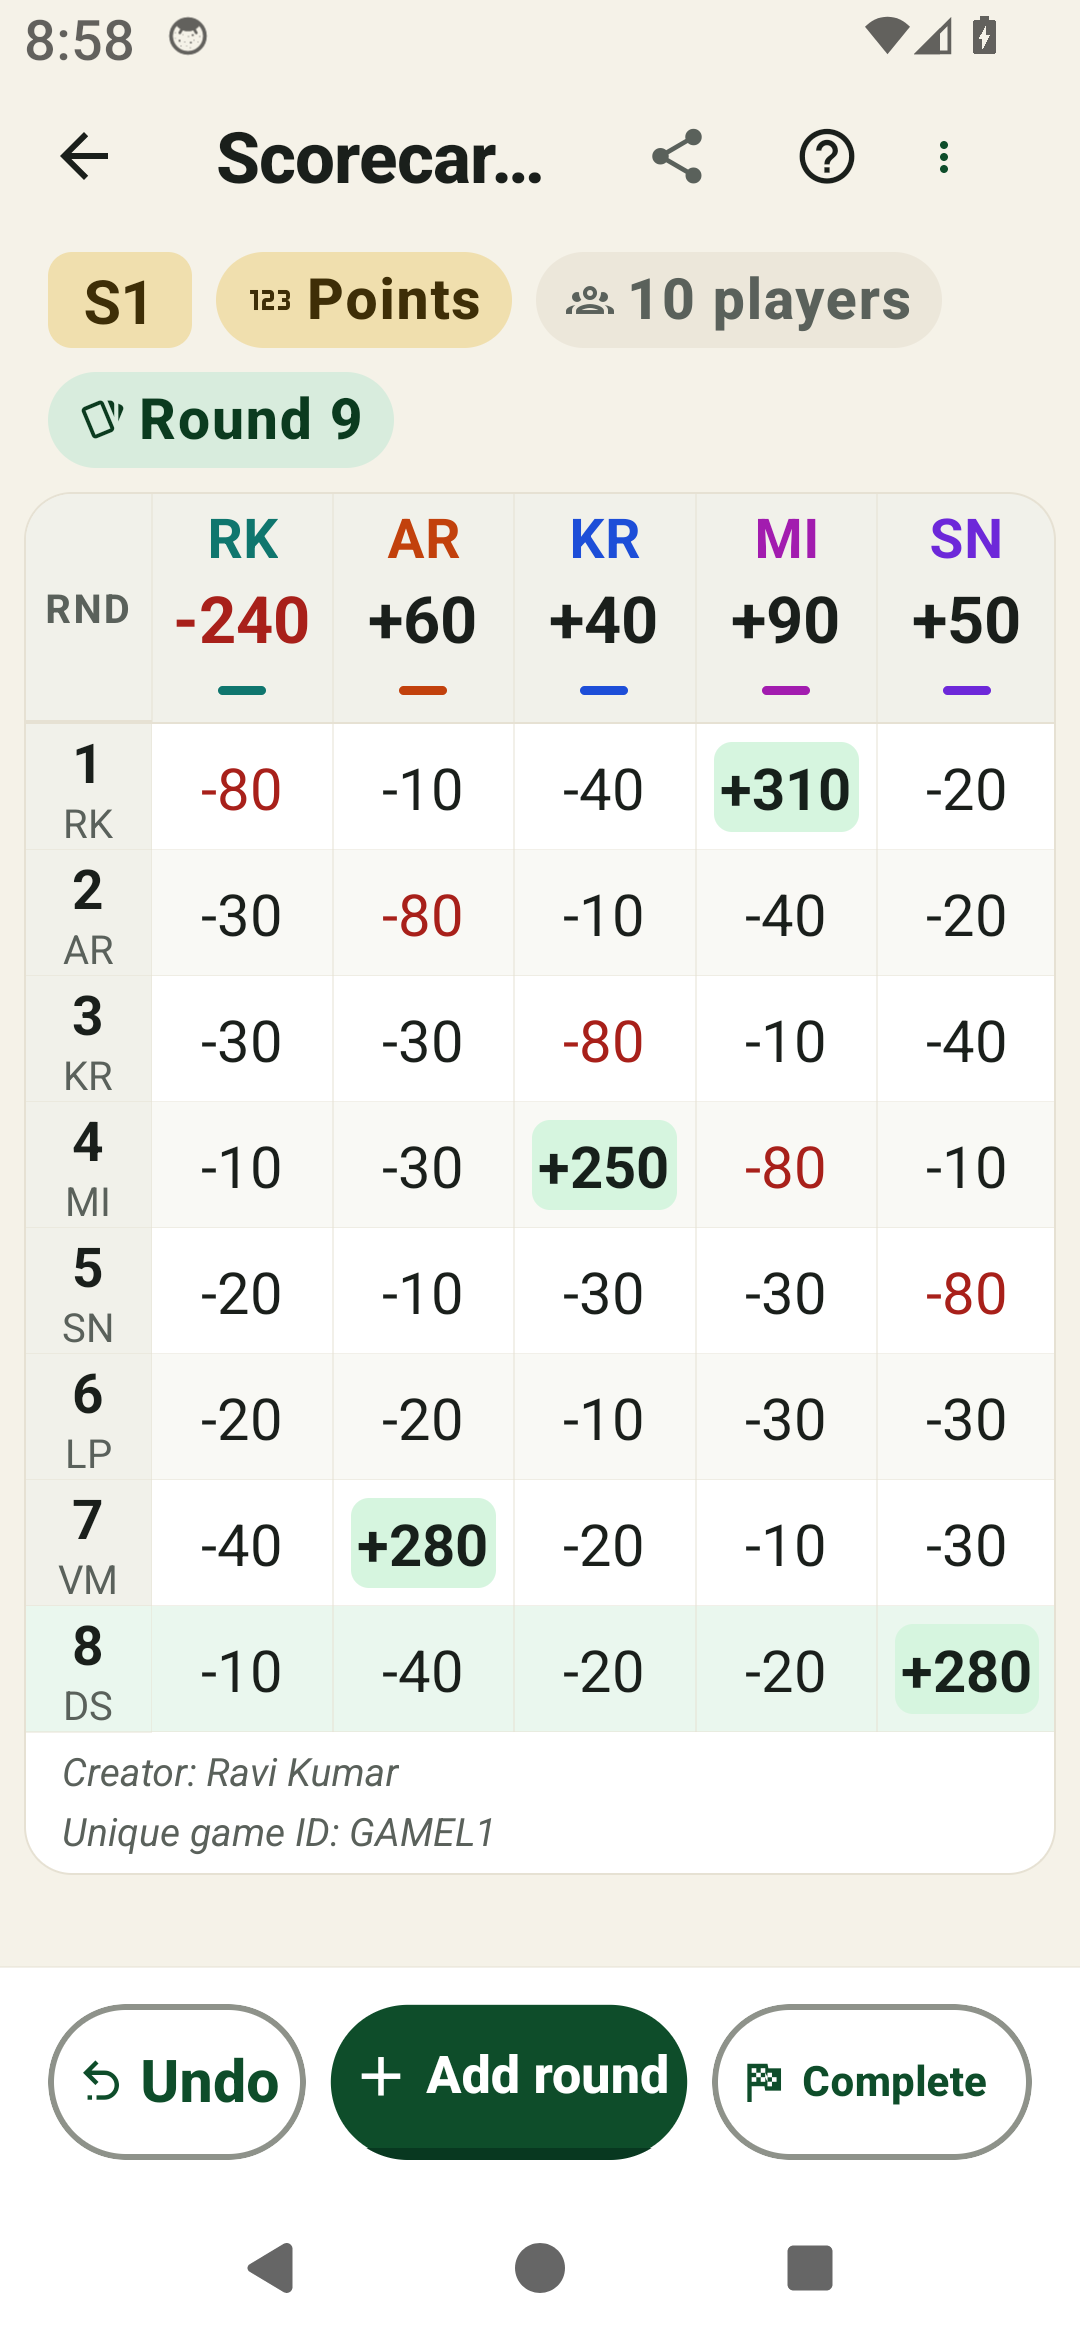 8:58
Scorecar...
S1
123 Points
10 players
Round 9
RND RK AR KR MI SN
-240 +60 +40 +90 +50
1 RK -80 -10 -40 +310 -20
2 AR -30 -80 -10 -40 -20
3 KR -30 -30 -80 -10 -40
4 MI -10 -30 +250 -80 -10
5 SN -20 -10 -30 -30 -80
6 LP -20 -20 -10 -30 -30
7 VM -40 +280 -20 -10 -30
8 DS -10 -40 -20 -20 +280
Creator: Ravi Kumar
Unique game ID: GAMEL1
Undo
Add round
Complete